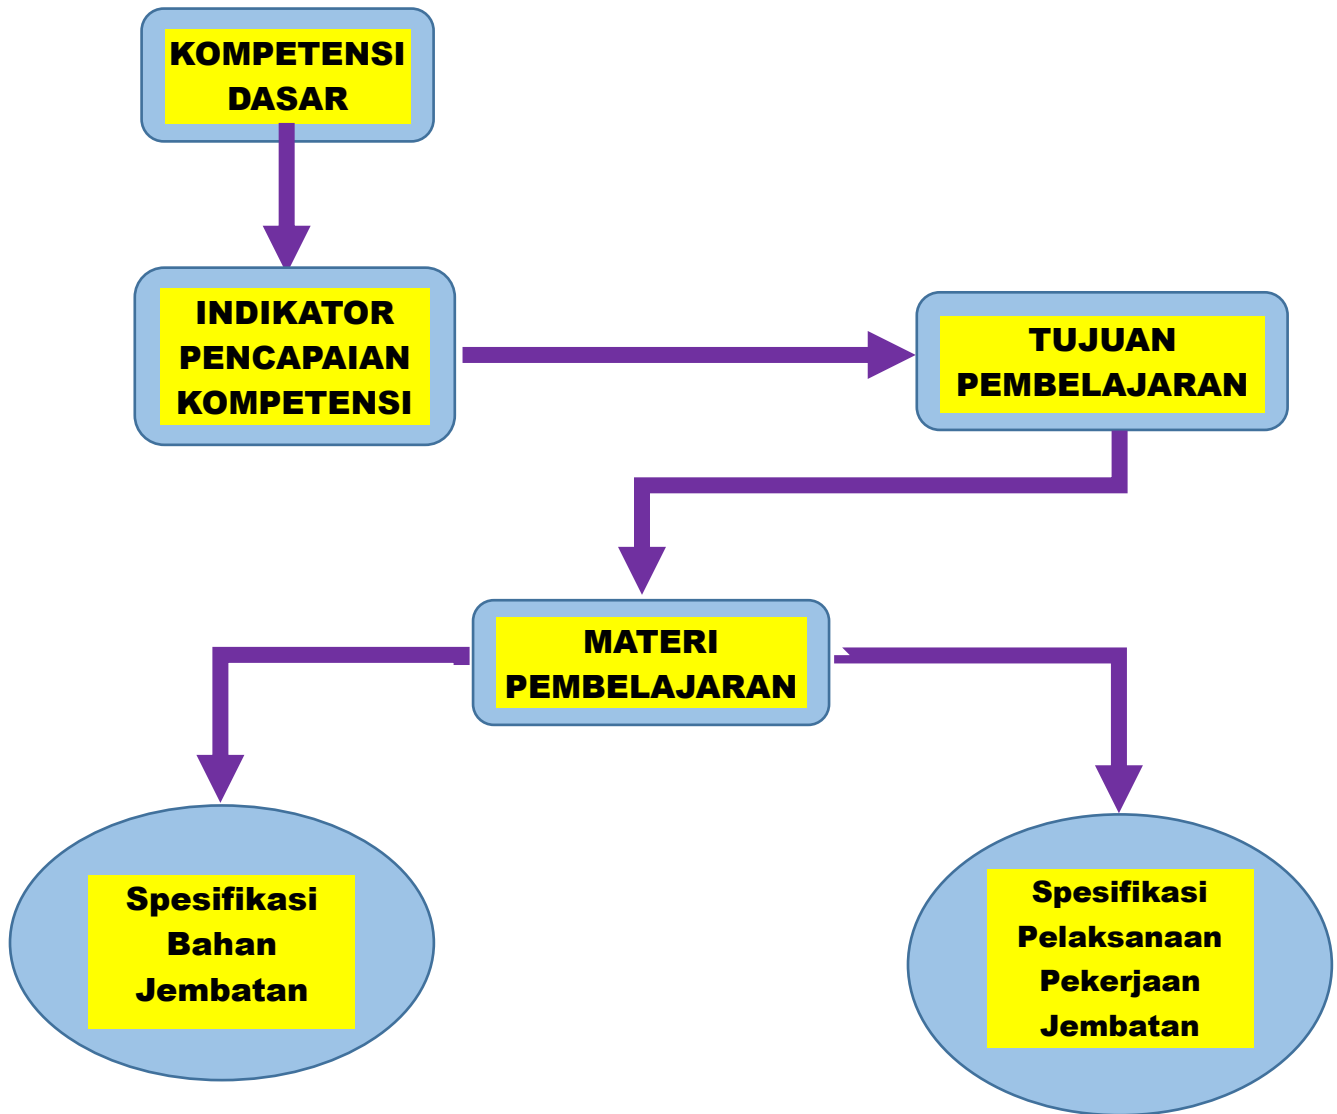 KOMPETENSI
DASAR
INDIKATOR
PENCAPAIAN
KOMPETENSI
TUJUAN
PEMBELAJARAN
MATERI
PEMBELAJARAN
Spesifikasi
Bahan
Jembatan
Spesifikasi
Pelaksanaan
Pekerjaan
Jembatan